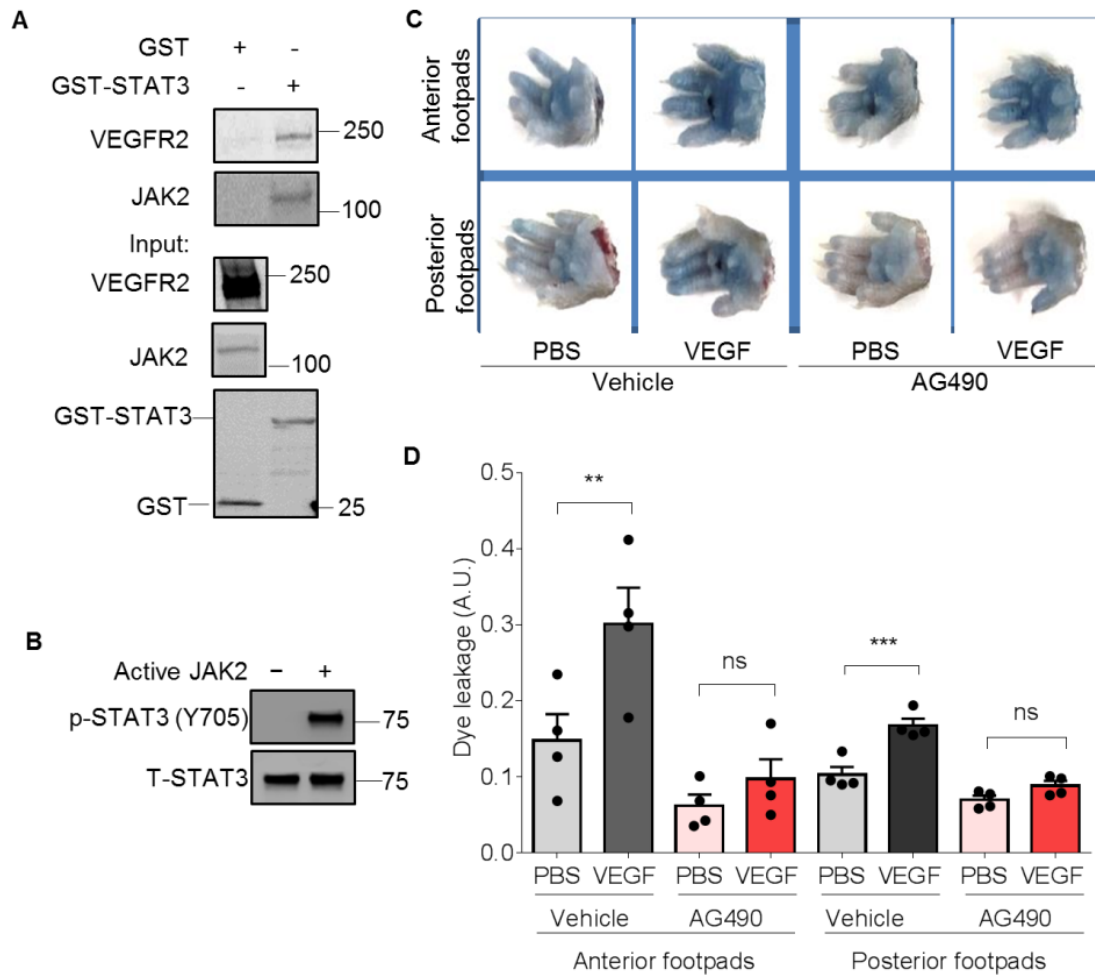 A
GST + -
GST-STAT3 - +
VEGFR2 250
JAK2 100
Input:
VEGFR2 250
JAK2 100
GST-STAT3
GST 25
B
Active JAK2 – +
p-STAT3 (Y705) 75
T-STAT3 75
C
Anterior footpads
Posterior footpads
PBS VEGF PBS VEGF
Vehicle AG490
D
Dye leakage (A.U.)
0.5
0.4
0.3
0.2
0.1
0.0
** ns *** ns
PBS VEGF PBS VEGF PBS VEGF PBS VEGF
Vehicle AG490 Vehicle AG490
Anterior footpads Posterior footpads